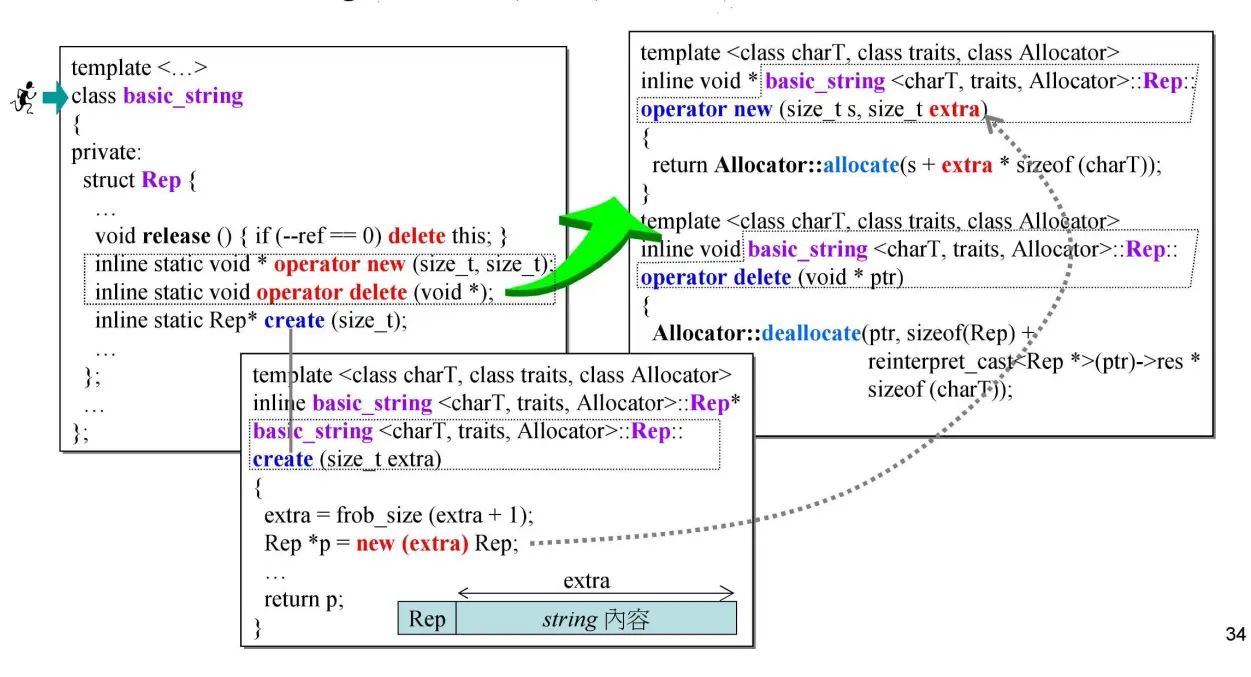 template <…>
class basic_string
{
private:
struct Rep {
…
void release () { if (--ref == 0) delete this; }
inline static void * operator new (size_t, size_t);
inline static void operator delete (void *);
inline static Rep* create (size_t);
…
};
…
};
template <class charT, class traits, class Allocator>
inline basic_string <charT, traits, Allocator>::Rep*
basic_string <charT, traits, Allocator>::Rep::
create (size_t extra)
{
extra = frob_size (extra + 1);
Rep *p = new (extra) Rep;
…
return p;
}
extra
Rep string 內容
template <class charT, class traits, class Allocator>
inline void * basic_string <charT, traits, Allocator>::Rep::
operator new (size_t s, size_t extra)
{
return Allocator::allocate(s + extra * sizeof (charT));
}
template <class charT, class traits, class Allocator>
inline void basic_string <charT, traits, Allocator>::Rep::
operator delete (void * ptr)
{
Allocator::deallocate(ptr, sizeof(Rep) +
reinterpret_cast<Rep *>(ptr)->res *
sizeof (charT));
34